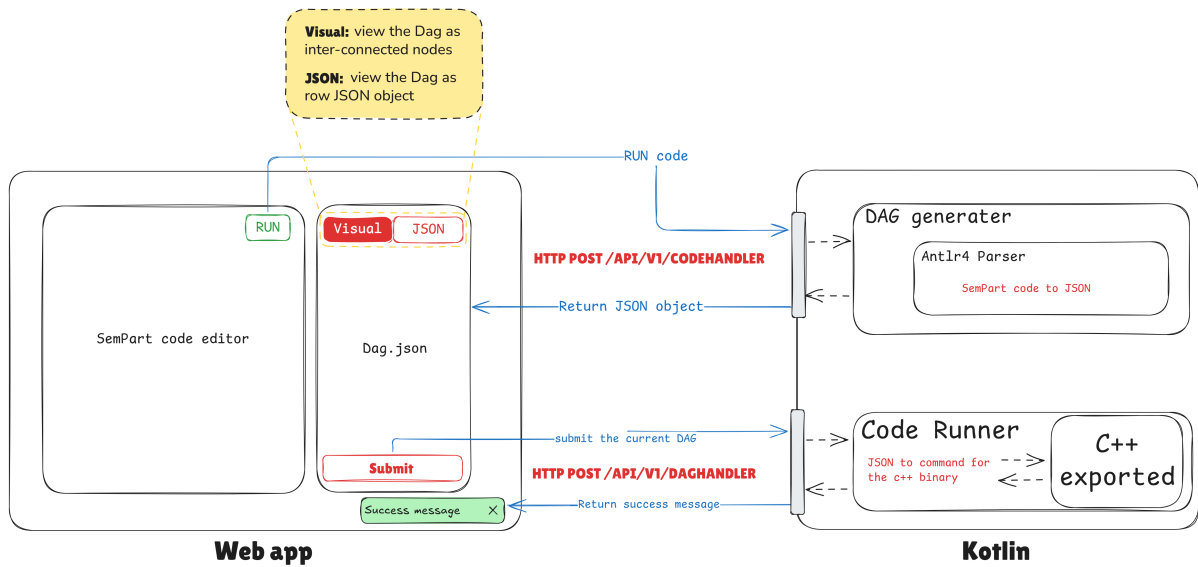 Visual: view the Dag as
inter-connected nodes
JSON: view the Dag as
row JSON object
RUN code
RUN
Visual
JSON
SemPart code editor
Dag.json
Submit
Success message
Web app
HTTP POST /API/V1/CODEHANDLER
Return JSON object
submit the current DAG
HTTP POST /API/V1/DAGHANDLER
Return success message
DAG generater
Antlr4 Parser
SemPart code to JSON
Code Runner
JSON to command for
the c++ binary
C++
exported
Kotlin